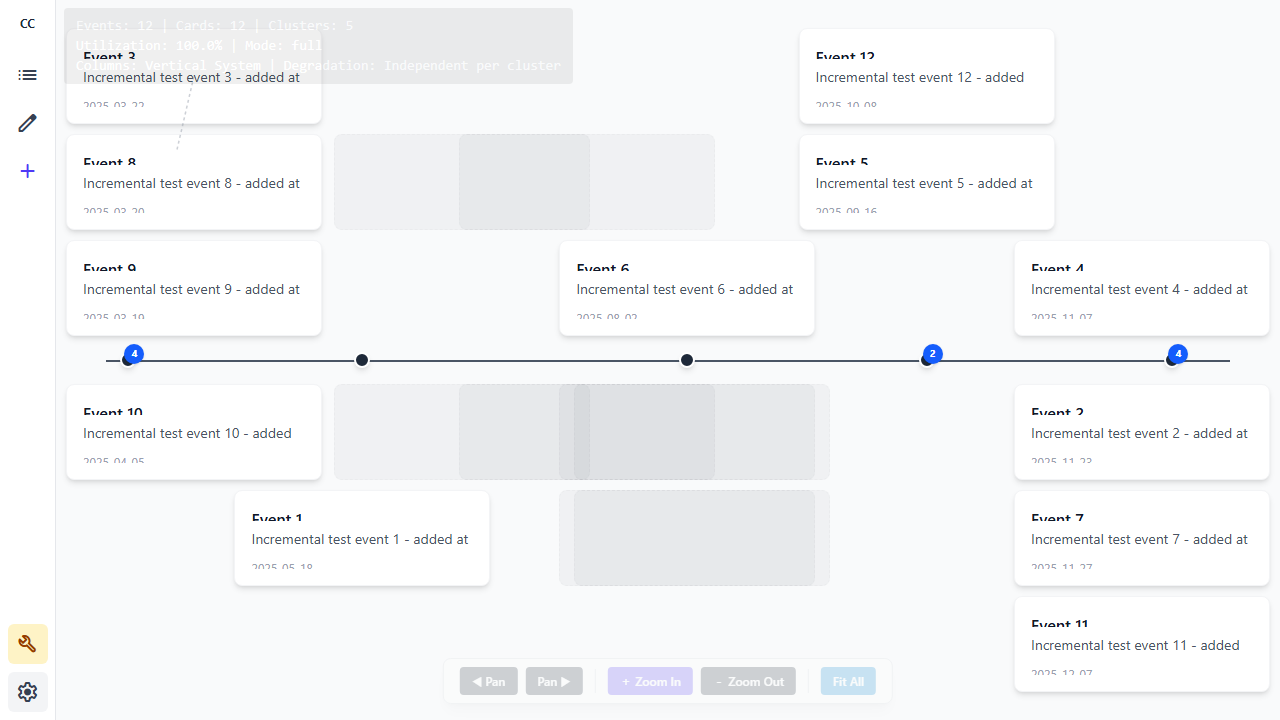 CC
Events: 12 | Cards: 12 | Clusters: 5
Utilization: 100.0% | Mode: full
Columns: Vertical System | Degradation: Independent per cluster
Event 3
Incremental test event 3 - added at
2025-03-22
Event 12
Incremental test event 12 - added
2025-10-08
Event 8
Incremental test event 8 - added at
2025-03-20
Event 5
Incremental test event 5 - added at
2025-09-16
Event 9
Incremental test event 9 - added at
2025-03-19
Event 6
Incremental test event 6 - added at
2025-08-02
Event 4
Incremental test event 4 - added at
2025-11-07
4
2
4
Event 10
Incremental test event 10 - added
2025-04-05
Event 2
Incremental test event 2 - added at
2025-11-23
Event 1
Incremental test event 1 - added at
2025-05-18
Event 7
Incremental test event 7 - added at
2025-11-27
Event 11
Incremental test event 11 - added
2025-12-07
◀ Pan
Pan ▶
+ Zoom In
- Zoom Out
Fit All